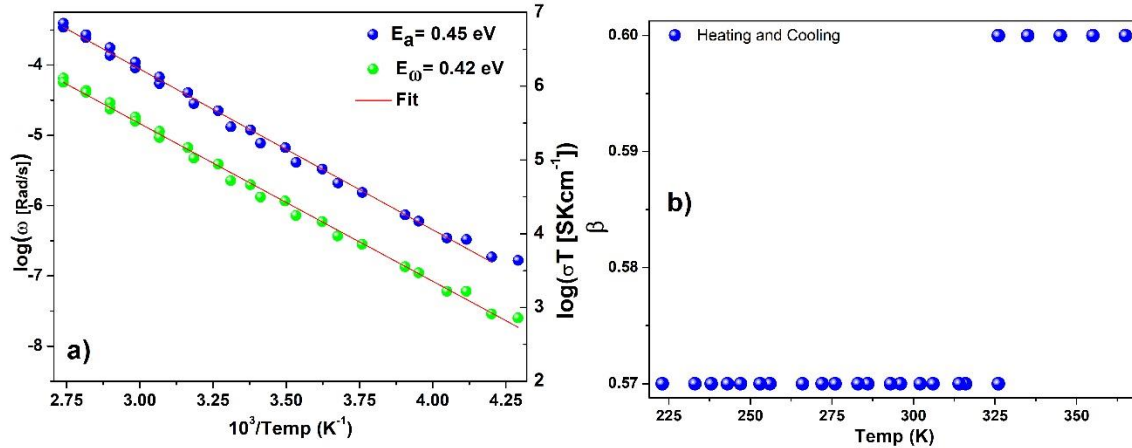 log(ω [Rad/s])
-4
-5
-6
-7
-8
E_a = 0.45 eV
E_ω = 0.42 eV
Fit
a)
7
6
5
4
3
2
log(σT [SKcm⁻¹])
2.75 3.00 3.25 3.50 3.75 4.00 4.25
10³/Temp (K⁻¹)
β
0.60
0.59
0.58
0.57
Heating and Cooling
b)
225 250 275 300 325 350
Temp (K)